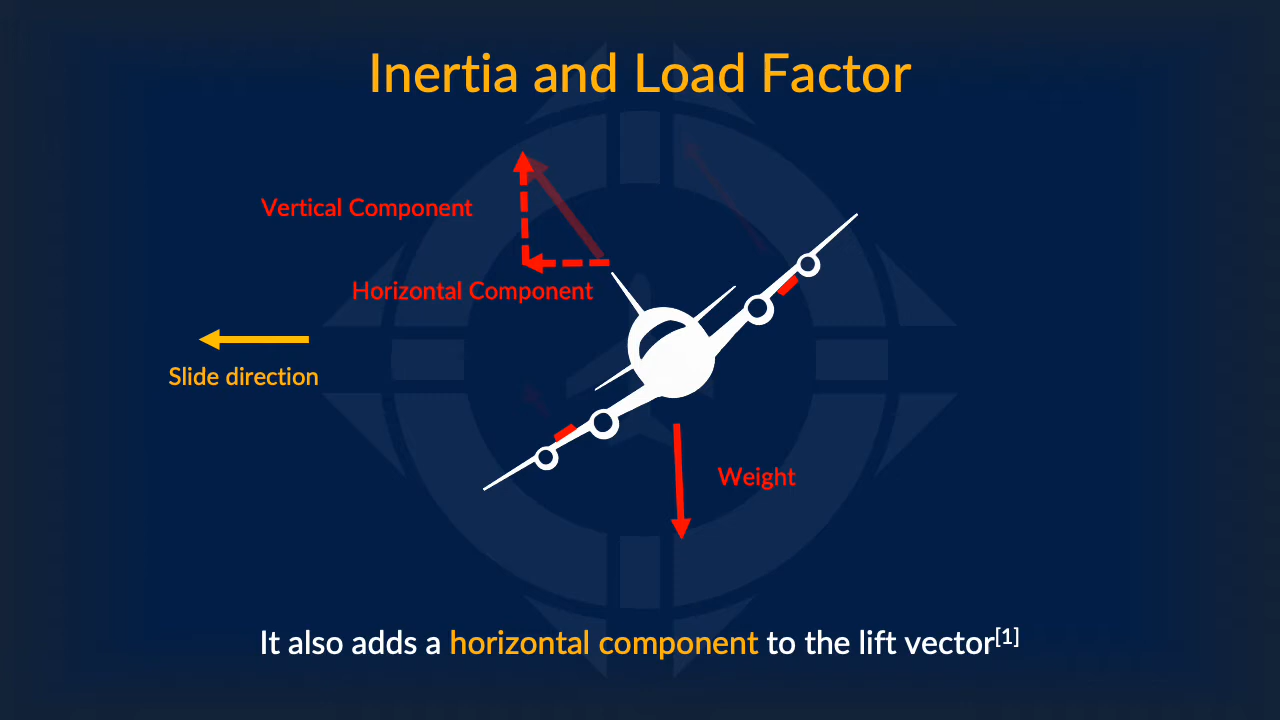 Inertia and Load Factor
Vertical Component
Horizontal Component
Slide direction
Weight
It also adds a horizontal component to the lift vector[1]